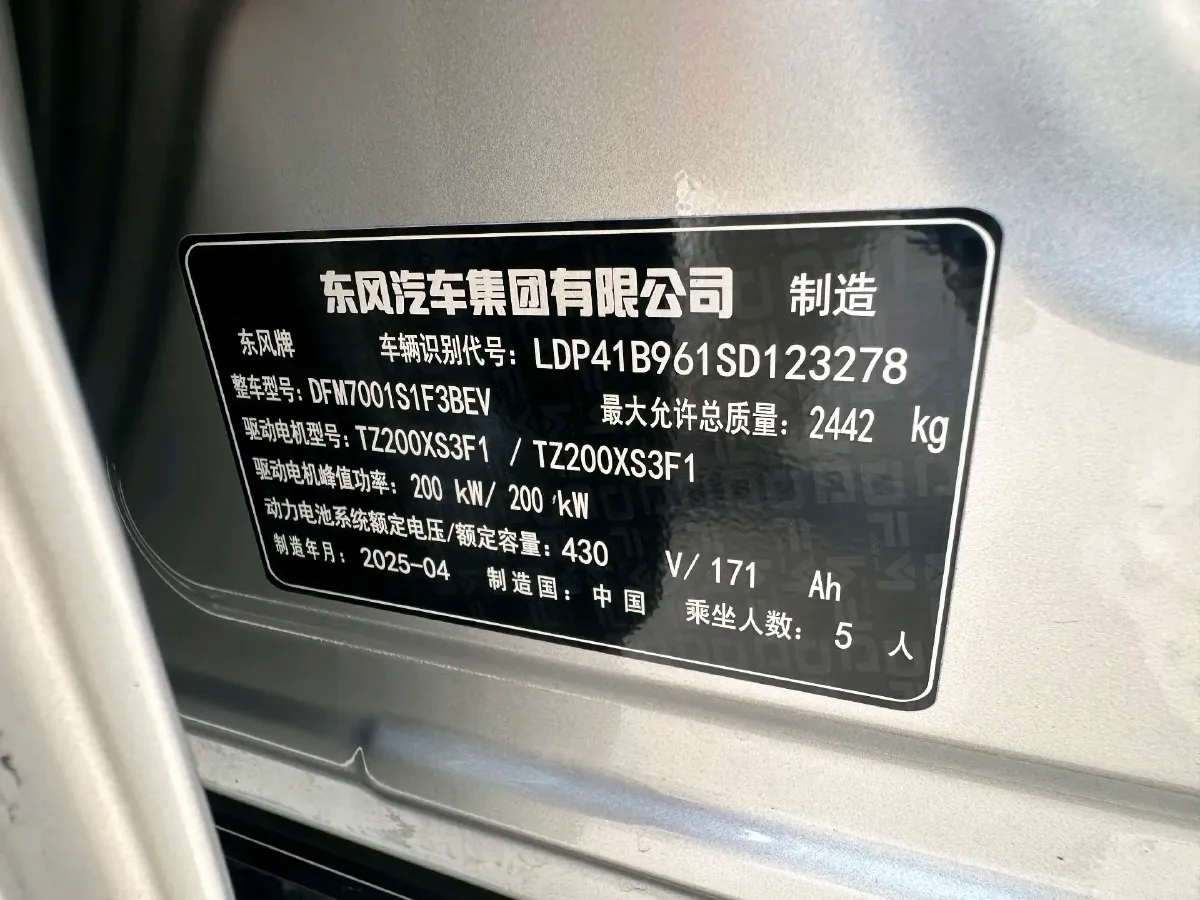 东风汽车集团有限公司 制造
东风牌 车辆识别代号：LDP41B961SD123278
整车型号：DFM7001S1F3BEV 最大允许总质量：2442 kg
驱动电机型号：TZ200XS3F1 / TZ200XS3F1
驱动电机峰值功率：200 kW/ 200 kW
动力电池系统额定电压/额定容量：430 V/ 171 Ah
制造年月：2025-04 制造国：中国 乘坐人数：5 人